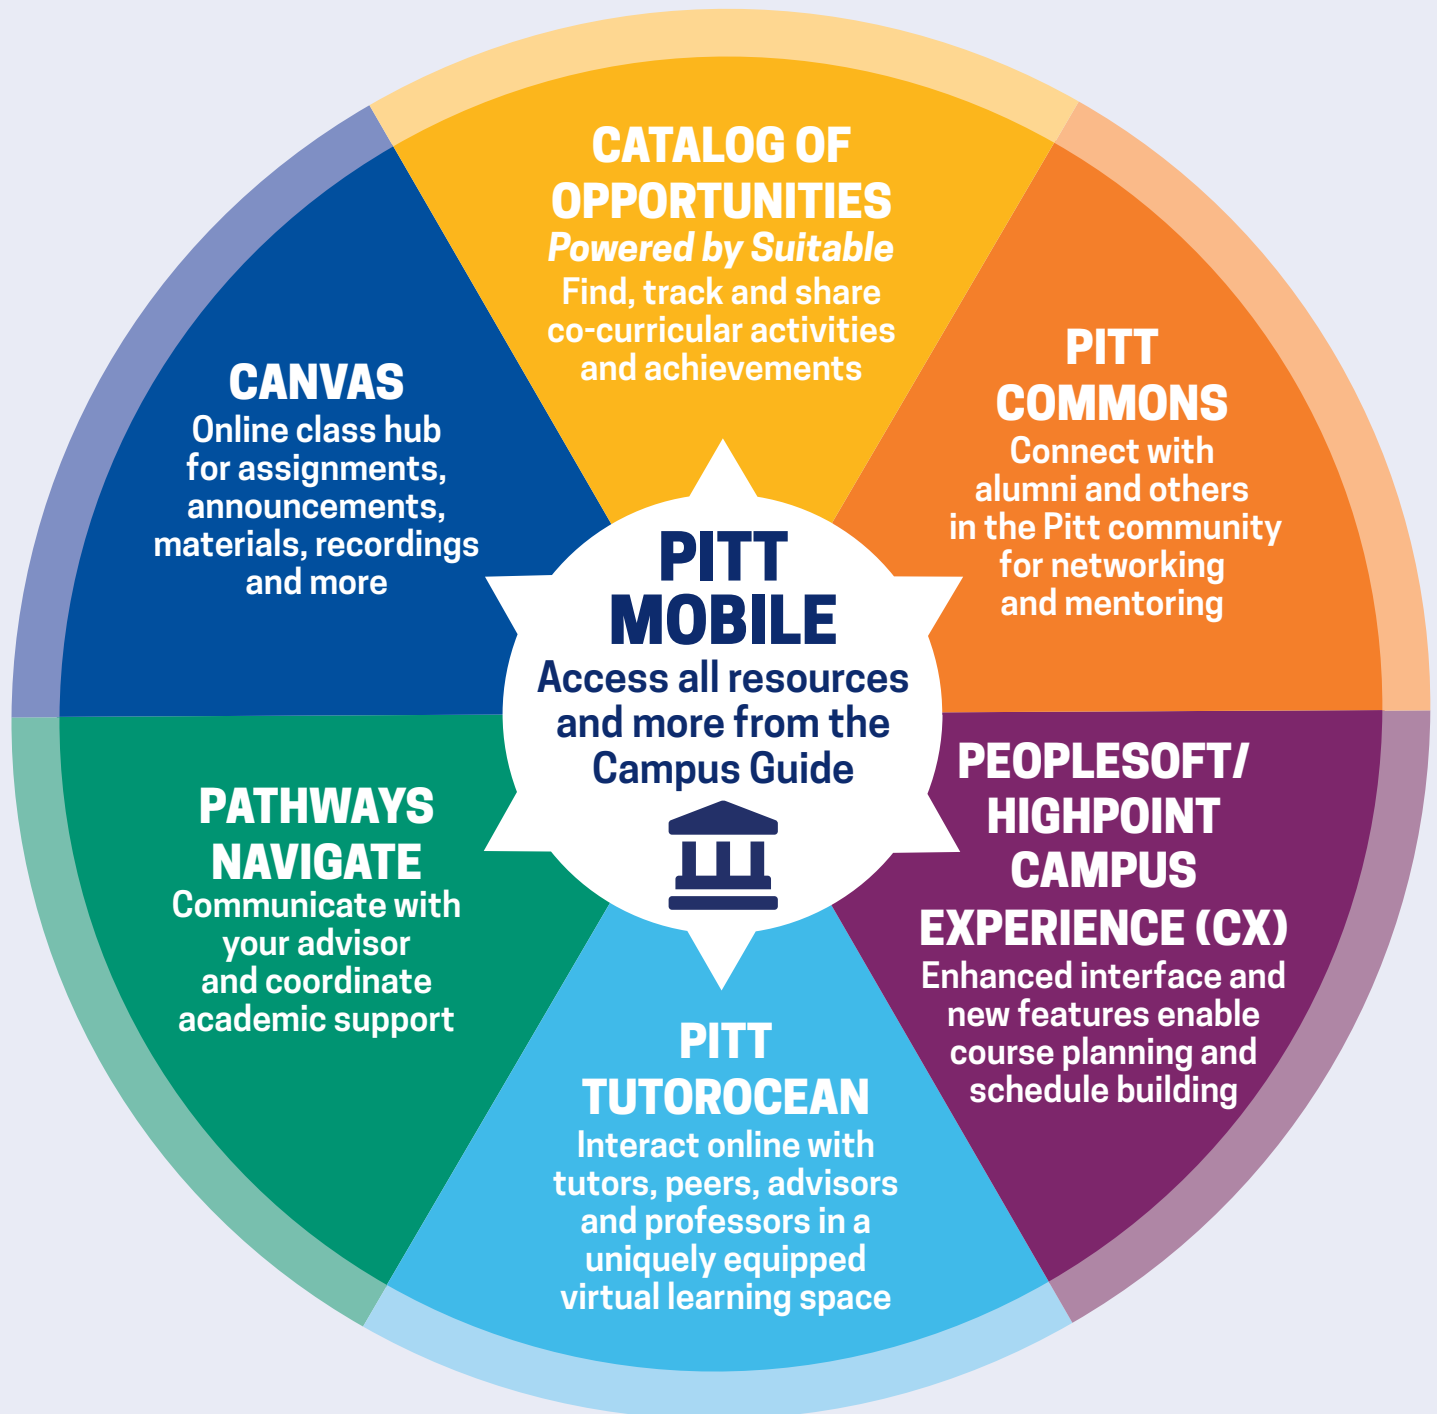 CATALOG OF
OPPORTUNITIES
Powered by Suitable
Find, track and share
co-curricular activities
and achievements
PITT
COMMONS
Connect with
alumni and others
in the Pitt community
for networking
and mentoring
PEOPLESOFT/
HIGHPOINT
CAMPUS
EXPERIENCE (CX)
Enhanced interface and
new features enable
course planning and
schedule building
PITT
TUTOROCEAN
Interact online with
tutors, peers, advisors
and professors in a
uniquely equipped
virtual learning space
PATHWAYS
NAVIGATE
Communicate with
your advisor
and coordinate
academic support
CANVAS
Online class hub
for assignments,
announcements,
materials, recordings
and more
PITT
MOBILE
Access all resources
and more from the
Campus Guide